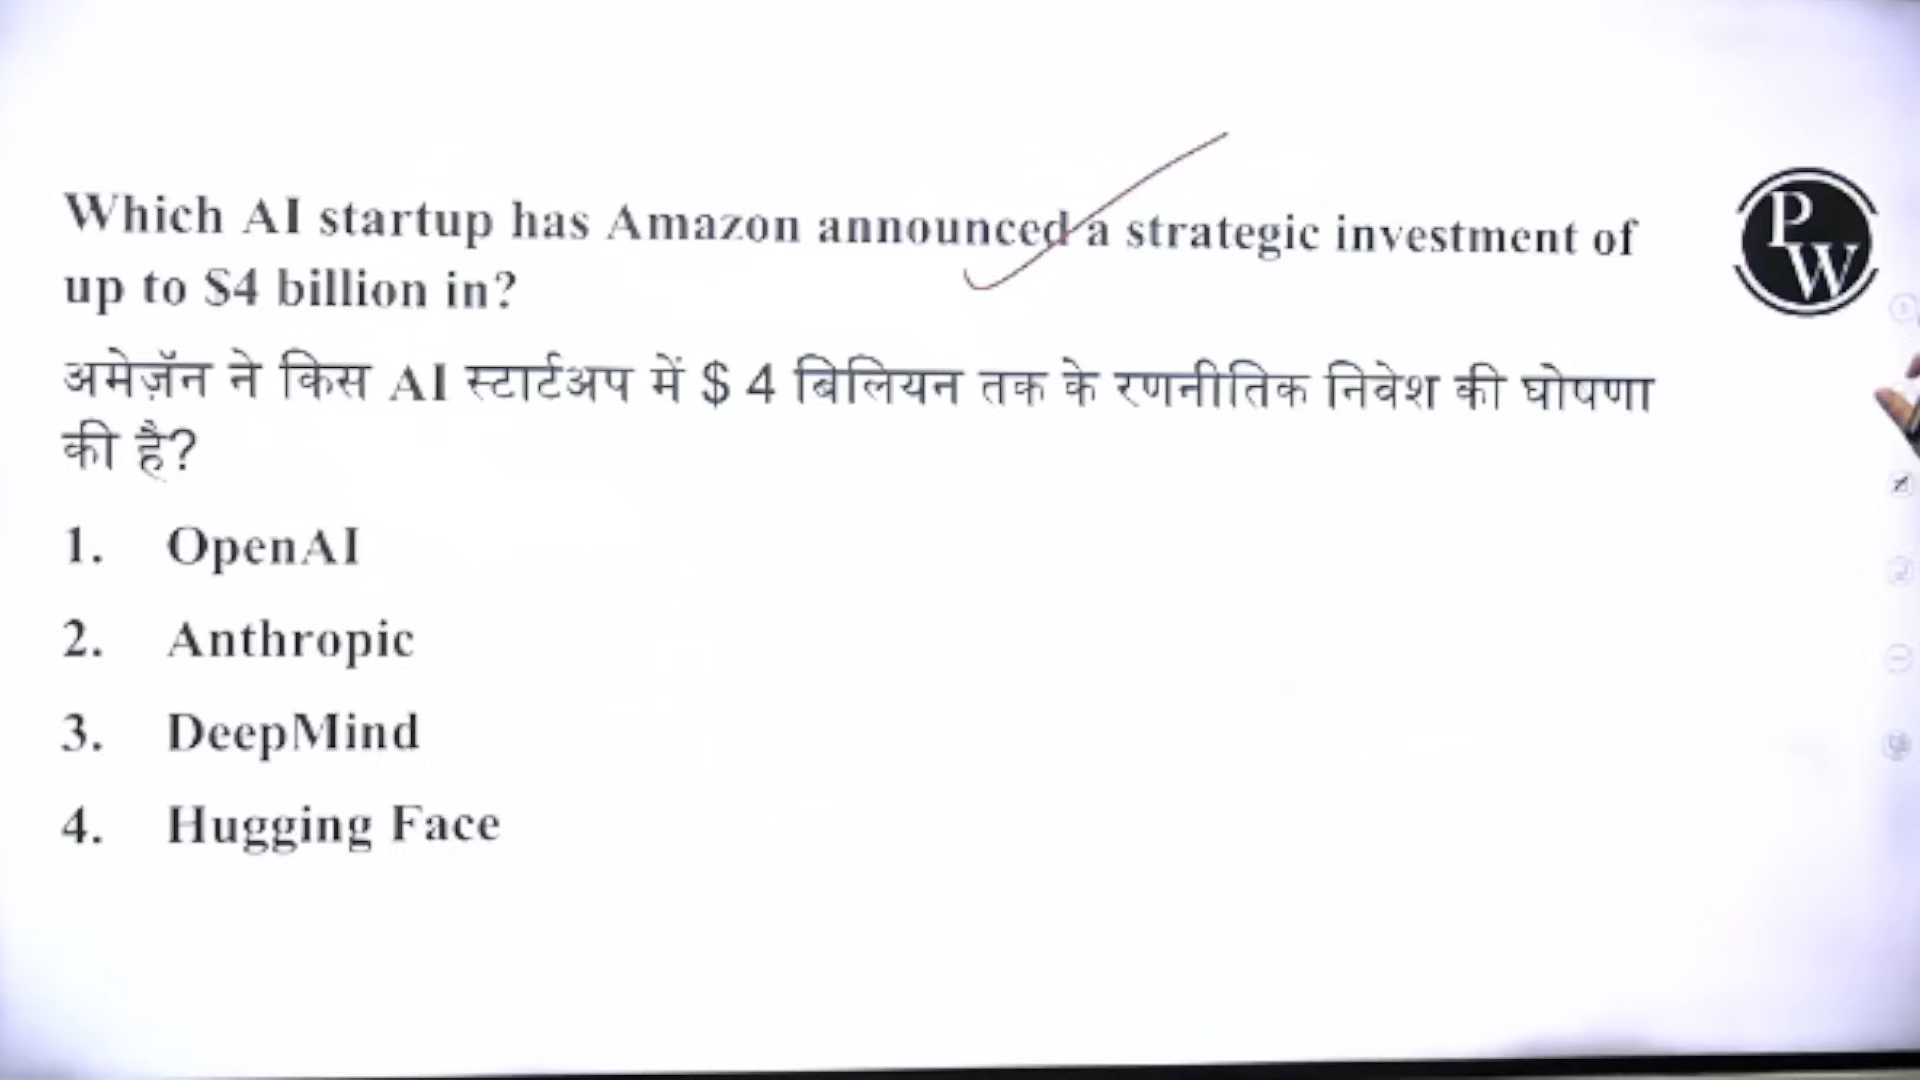 Which AI startup has Amazon announced a strategic investment of
up to $4 billion in?
अमेज़ॅन ने किस AI स्टार्टअप में $ 4 बिलियन तक के रणनीतिक निवेश की घोषणा
की है?
1. OpenAI
2. Anthropic
3. DeepMind
4. Hugging Face
PW